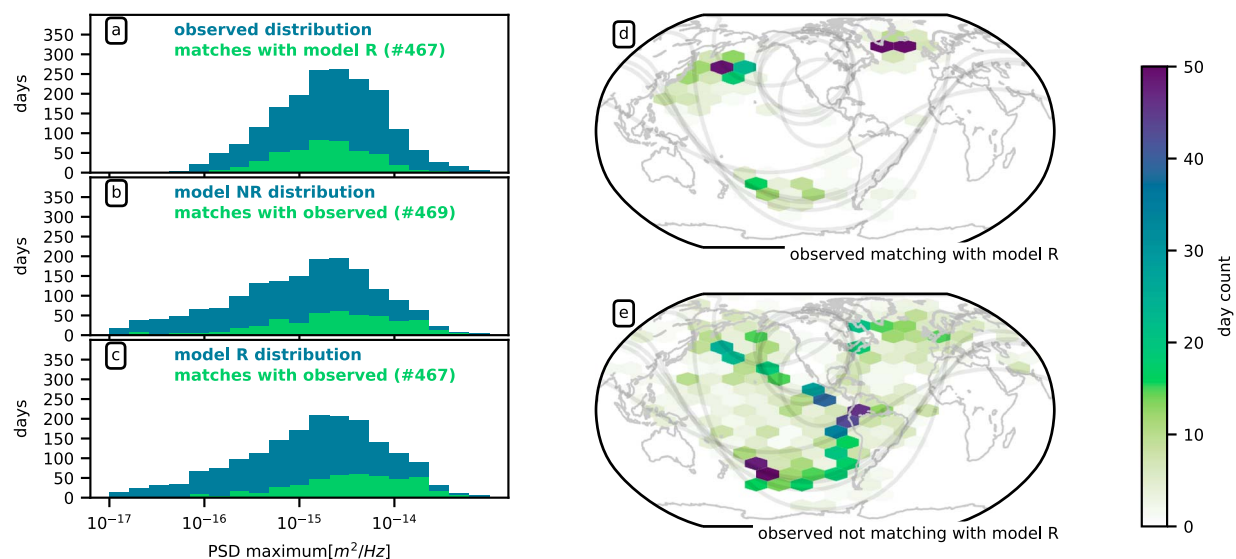 a
observed distribution
matches with model R (#467)
350
300
250
200
150
100
50
0
days
b
model NR distribution
matches with observed (#469)
350
300
250
200
150
100
50
0
days
c
model R distribution
matches with observed (#467)
350
300
250
200
150
100
50
0
days
10⁻¹⁷ 10⁻¹⁶ 10⁻¹⁵ 10⁻¹⁴
PSD maximum[m²/Hz]
d
observed matching with model R
e
observed not matching with model R
50
40
30
20
10
0
day count